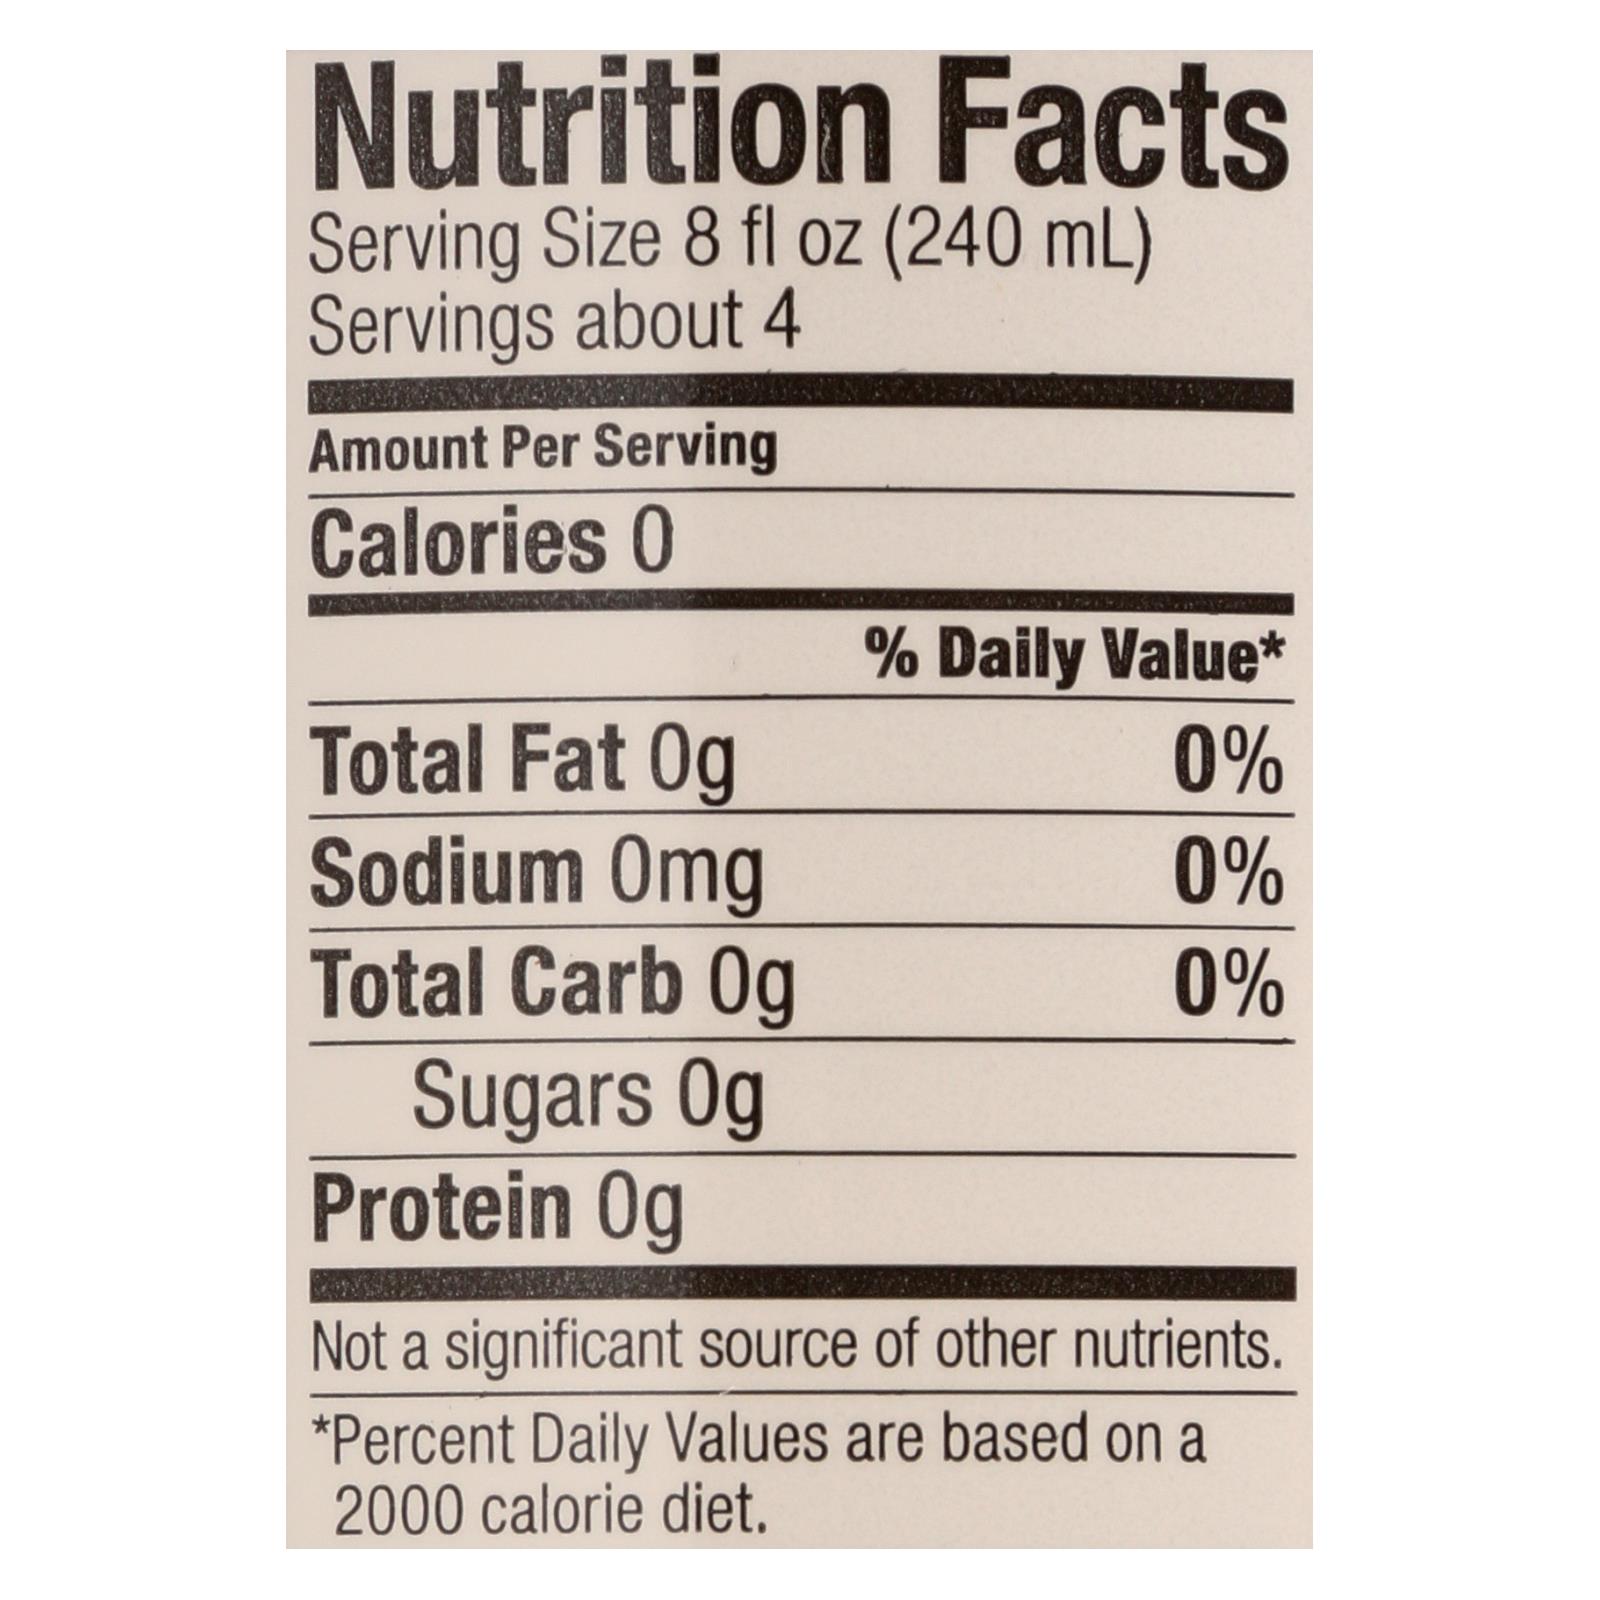 Nutrition Facts
Serving Size 8 fl oz (240 mL)
Servings about 4
Amount Per Serving
Calories 0
% Daily Value*
Total Fat 0g 0%
Sodium 0mg 0%
Total Carb 0g 0%
Sugars 0g
Protein 0g
Not a significant source of other nutrients.
*Percent Daily Values are based on a
2000 calorie diet.